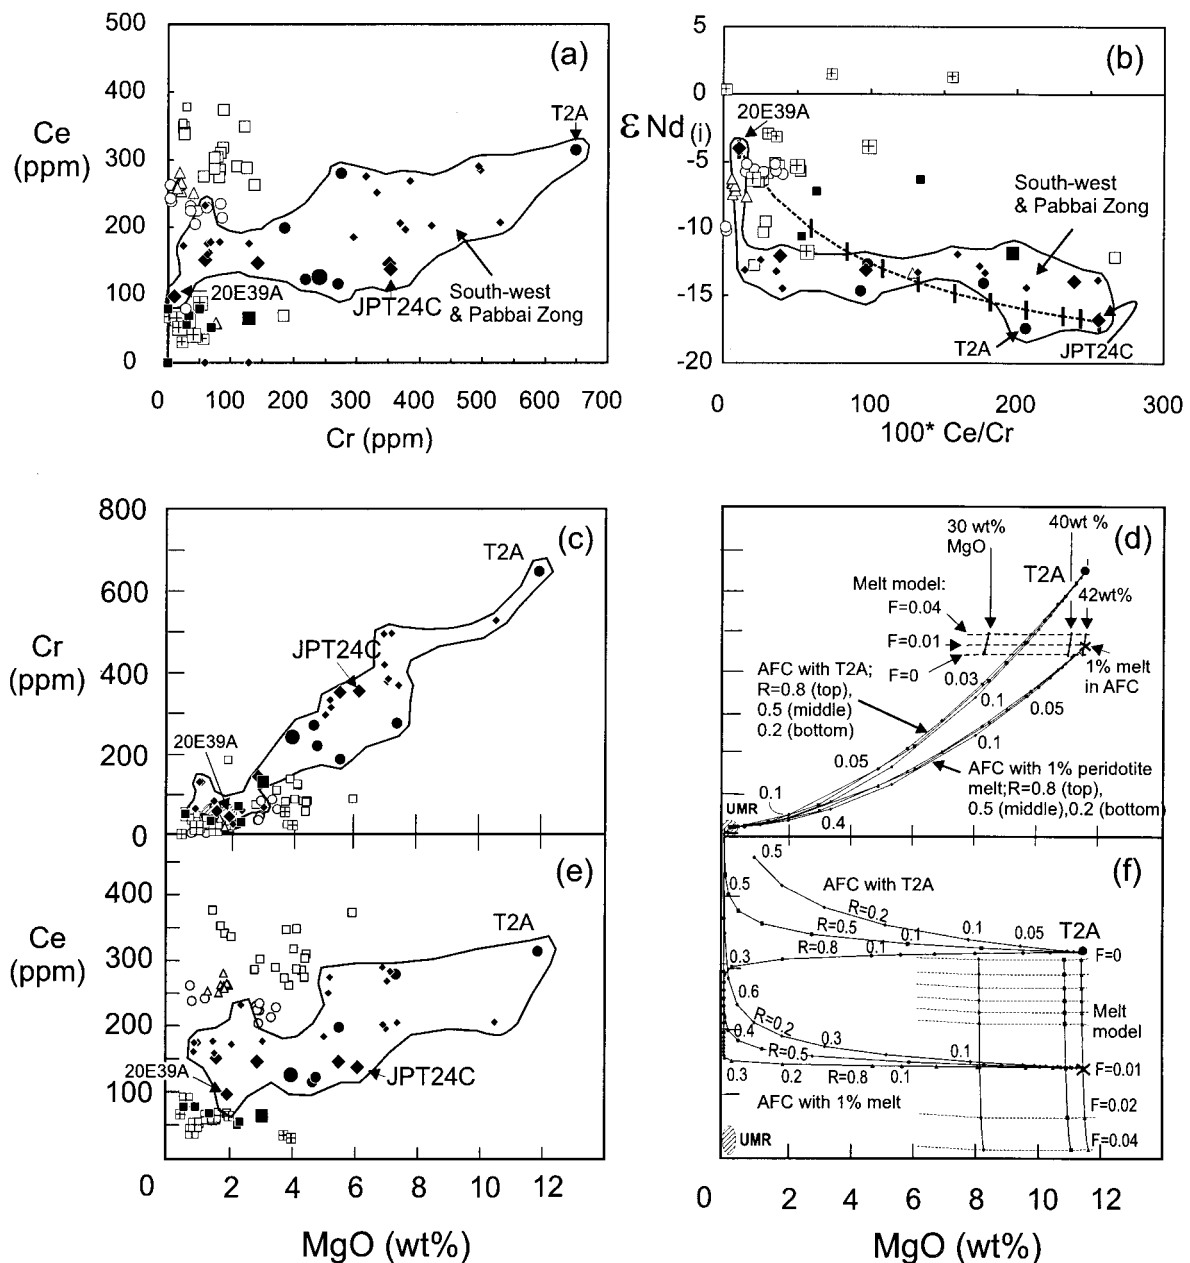 500
400
300
200
100
0
Ce
(ppm)
(a)
T2A
20E39A
JPT24C
South-west
& Pabbai Zong
0 100 200 300 400 500 600 700
Cr (ppm)
5
0
-5
-10
-15
-20
ε Nd (i)
(b)
20E39A
South-west
& Pabbai Zong
T2A
JPT24C
0 100 200 300
100* Ce/Cr
800
600
400
200
0
Cr
(ppm)
(c)
T2A
JPT24C
20E39A
(d)
30 wt%
MgO
40wt %
T2A
42wt%
Melt model:
F=0.04
F=0.01
F=0
1% melt
in AFC
AFC with T2A;
R=0.8 (top),
0.5 (middle)
0.2 (bottom)
0.03
0.1
0.05
0.05
0.1
AFC with 1% peridotite
melt;R=0.8 (top),
0.5 (middle),0.2 (bottom)
0.1
UMR
0.4
400
300
200
100
Ce
(ppm)
(e)
T2A
20E39A
JPT24C
0 2 4 6 8 10 12
MgO (wt%)
(f)
0.5
AFC with T2A
0.5
R=0.2
R=0.5
0.1
0.1
0.05
T2A
R=0.8
0.1
F=0
0.3
0.6
Melt
model
0.4
R=0.2
0.3
R=0.5
0.1
F=0.01
0.3
0.2
R=0.8
0.1
AFC with 1% melt
F=0.02
UMR
F=0.04
0 2 4 6 8 10 12
MgO (wt%)